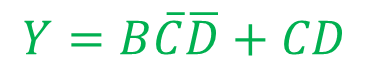 Y = BC̅D̅ + CD